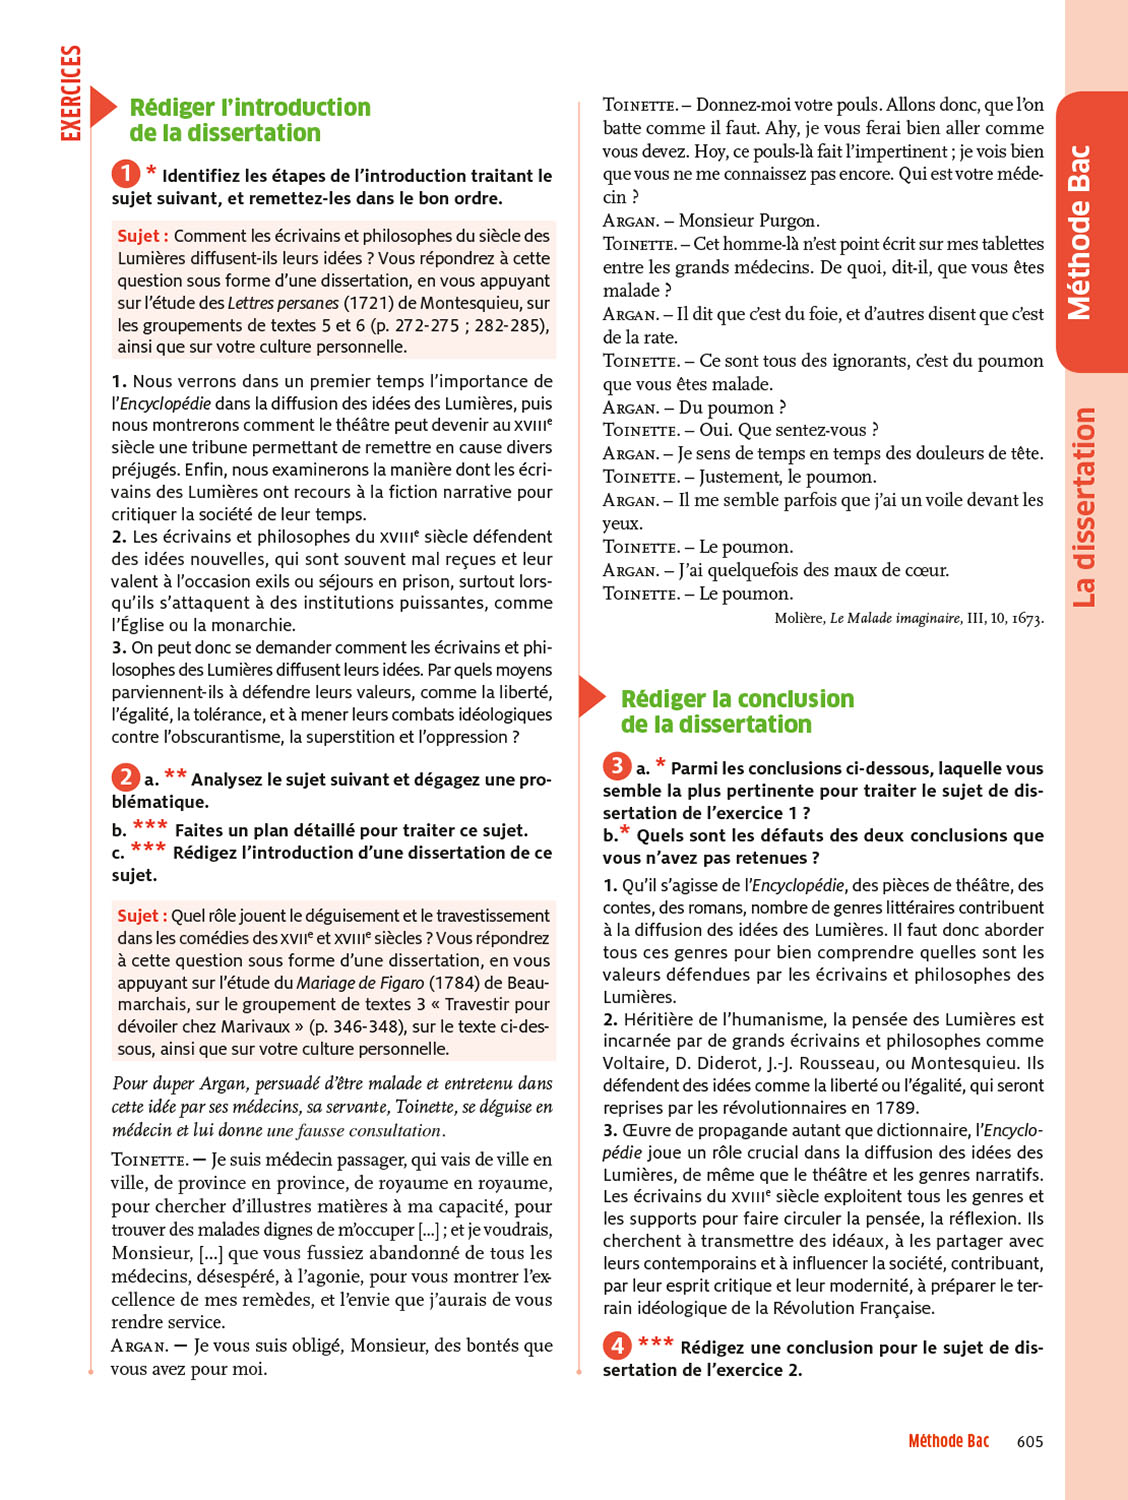 EXERCICES
Rédiger l'introduction
de la dissertation
1 * Identifiez les étapes de l'introduction traitant le
sujet suivant, et remettez-les dans le bon ordre.
Sujet : Comment les écrivains et philosophes du siècle des
Lumières diffusent-ils leurs idées ? Vous répondrez à cette
question sous forme d'une dissertation, en vous appuyant
sur l'étude des Lettres persanes (1721) de Montesquieu, sur
les groupements de textes 5 et 6 (p. 272-275 ; 282-285),
ainsi que sur votre culture personnelle.
1. Nous verrons dans un premier temps l'importance de
l'Encyclopédie dans la diffusion des idées des Lumières, puis
nous montrerons comment le théâtre peut devenir au XVIIIe
siècle une tribune permettant de remettre en cause divers
préjugés. Enfin, nous examinerons la manière dont les écri-
vains des Lumières ont recours à la fiction narrative pour
critiquer la société de leur temps.
2. Les écrivains et philosophes du XVIIIe siècle défendent
des idées nouvelles, qui sont souvent mal reçues et leur
valent à l'occasion exils ou séjours en prison, surtout lors-
qu'ils s'attaquent à des institutions puissantes, comme
l'Église ou la monarchie.
3. On peut donc se demander comment les écrivains et phi-
losophes des Lumières diffusent leurs idées. Par quels moyens
parviennent-ils à défendre leurs valeurs, comme la liberté,
l'égalité, la tolérance, et à mener leurs combats idéologiques
contre l'obscurantisme, la superstition et l'oppression ?
2 a. ** Analysez le sujet suivant et dégagez une pro-
blématique.
b. *** Faites un plan détaillé pour traiter ce sujet.
c. *** Rédigez l'introduction d'une dissertation de ce
sujet.
Sujet : Quel rôle jouent le déguisement et le travestissement
dans les comédies des XVIIe et XVIIIe siècles ? Vous répondrez
à cette question sous forme d'une dissertation, en vous
appuyant sur l'étude du Mariage de Figaro (1784) de Beau-
marchais, sur le groupement de textes 3 « Travestir pour
dévoiler chez Marivaux » (p. 346-348), sur le texte ci-des-
sous, ainsi que sur votre culture personnelle.
Pour duper Argan, persuadé d'être malade et entretenu dans
cette idée par ses médecins, sa servante, Toinette, se déguise en
médecin et lui donne une fausse consultation.
TOINETTE. — Je suis médecin passager, qui vais de ville en
ville, de province en province, de royaume en royaume,
pour chercher d'illustres matières à ma capacité, pour
trouver des malades dignes de m'occuper [...] ; et je voudrais,
Monsieur, [...] que vous fussiez abandonné de tous les
médecins, désespéré, à l'agonie, pour vous montrer l'ex-
cellence de mes remèdes, et l'envie que j'aurais de vous
rendre service.
ARGAN. — Je vous suis obligé, Monsieur, des bontés que
vous avez pour moi.
TOINETTE. – Donnez-moi votre pouls. Allons donc, que l'on
batte comme il faut. Ahy, je vous ferai bien aller comme
vous devez. Hoy, ce pouls-là fait l'impertinent ; je vois bien
que vous ne me connaissez pas encore. Qui est votre méde-
cin ?
ARGAN. – Monsieur Purgon.
TOINETTE. – Cet homme-là n'est point écrit sur mes tablettes
entre les grands médecins. De quoi, dit-il, que vous êtes
malade ?
ARGAN. – Il dit que c'est du foie, et d'autres disent que c'est
de la rate.
TOINETTE. – Ce sont tous des ignorants, c'est du poumon
que vous êtes malade.
ARGAN. – Du poumon ?
TOINETTE. – Oui. Que sentez-vous ?
ARGAN. – Je sens de temps en temps des douleurs de tête.
TOINETTE. – Justement, le poumon.
ARGAN. – Il me semble parfois que j'ai un voile devant les
yeux.
TOINETTE. – Le poumon.
ARGAN. – J'ai quelquefois des maux de cœur.
TOINETTE. – Le poumon.
Molière, Le Malade imaginaire, III, 10, 1673.
Rédiger la conclusion
de la dissertation
3 a. * Parmi les conclusions ci-dessous, laquelle vous
semble la plus pertinente pour traiter le sujet de dis-
sertation de l'exercice 1 ?
b.* Quels sont les défauts des deux conclusions que
vous n'avez pas retenues ?
1. Qu'il s'agisse de l'Encyclopédie, des pièces de théâtre, des
contes, des romans, nombre de genres littéraires contribuent
à la diffusion des idées des Lumières. Il faut donc aborder
tous ces genres pour bien comprendre quelles sont les
valeurs défendues par les écrivains et philosophes des
Lumières.
2. Héritière de l'humanisme, la pensée des Lumières est
incarnée par de grands écrivains et philosophes comme
Voltaire, D. Diderot, J.-J. Rousseau, ou Montesquieu. Ils
défendent des idées comme la liberté ou l'égalité, qui seront
reprises par les révolutionnaires en 1789.
3. Œuvre de propagande autant que dictionnaire, l'Encyclo-
pédie joue un rôle crucial dans la diffusion des idées des
Lumières, de même que le théâtre et les genres narratifs.
Les écrivains du XVIIIe siècle exploitent tous les genres et
les supports pour faire circuler la pensée, la réflexion. Ils
cherchent à transmettre des idéaux, à les partager avec
leurs contemporains et à influencer la société, contribuant,
par leur esprit critique et leur modernité, à préparer le ter-
rain idéologique de la Révolution Française.
4 *** Rédigez une conclusion pour le sujet de dis-
sertation de l'exercice 2.
Méthode Bac
La dissertation
Méthode Bac 605